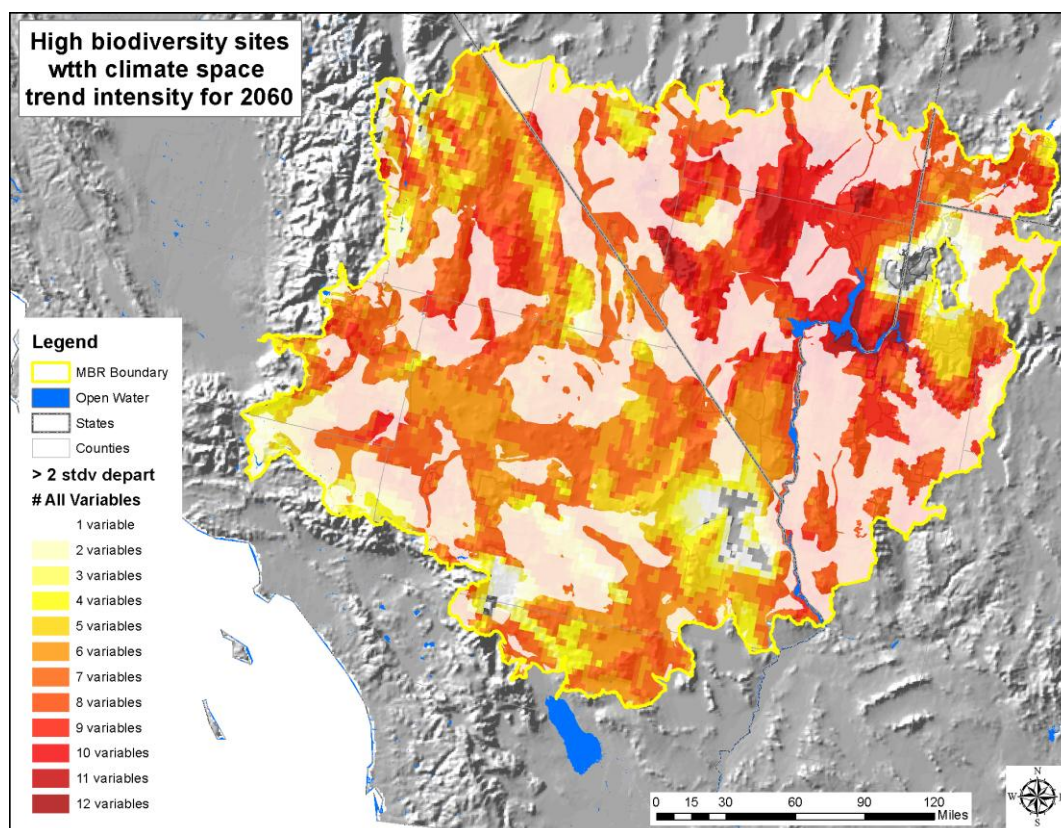 High biodiversity sites
wtth climate space
trend intensity for 2060
Legend
MBR Boundary
Open Water
States
Counties
> 2 stdv depart
# All Variables
1 variable
2 variables
3 variables
4 variables
5 variables
6 variables
7 variables
8 variables
9 variables
10 variables
11 variables
12 variables
0 15 30 60 90 120
Miles
N
W E
S